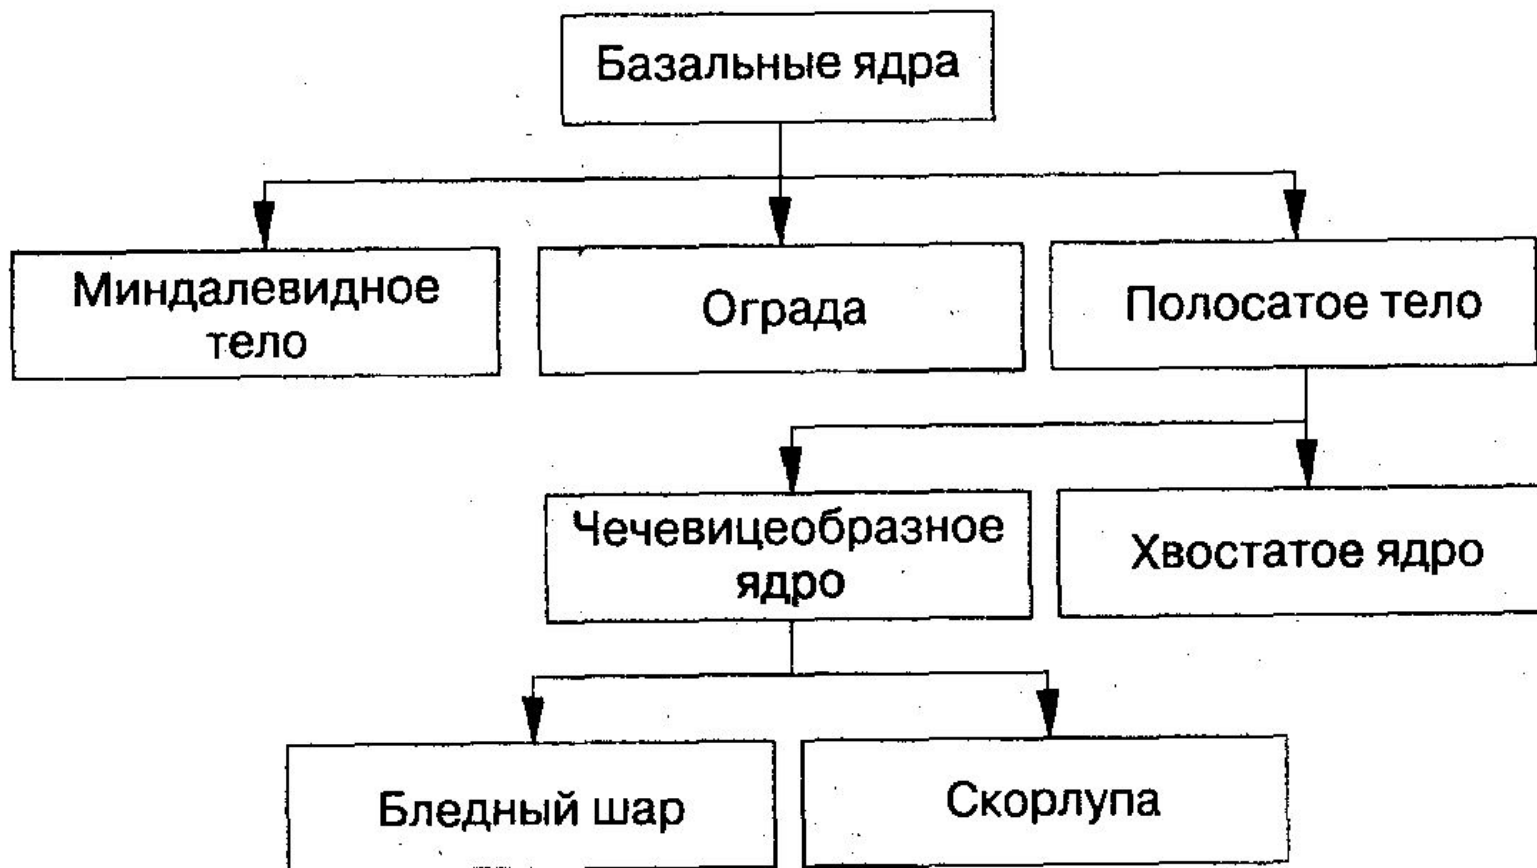 Базальные ядра
Миндалевидное
тело
Ограда
Полосатое тело
Чечевицеобразное
ядро
Хвостатое ядро
Бледный шар
Скорлупа